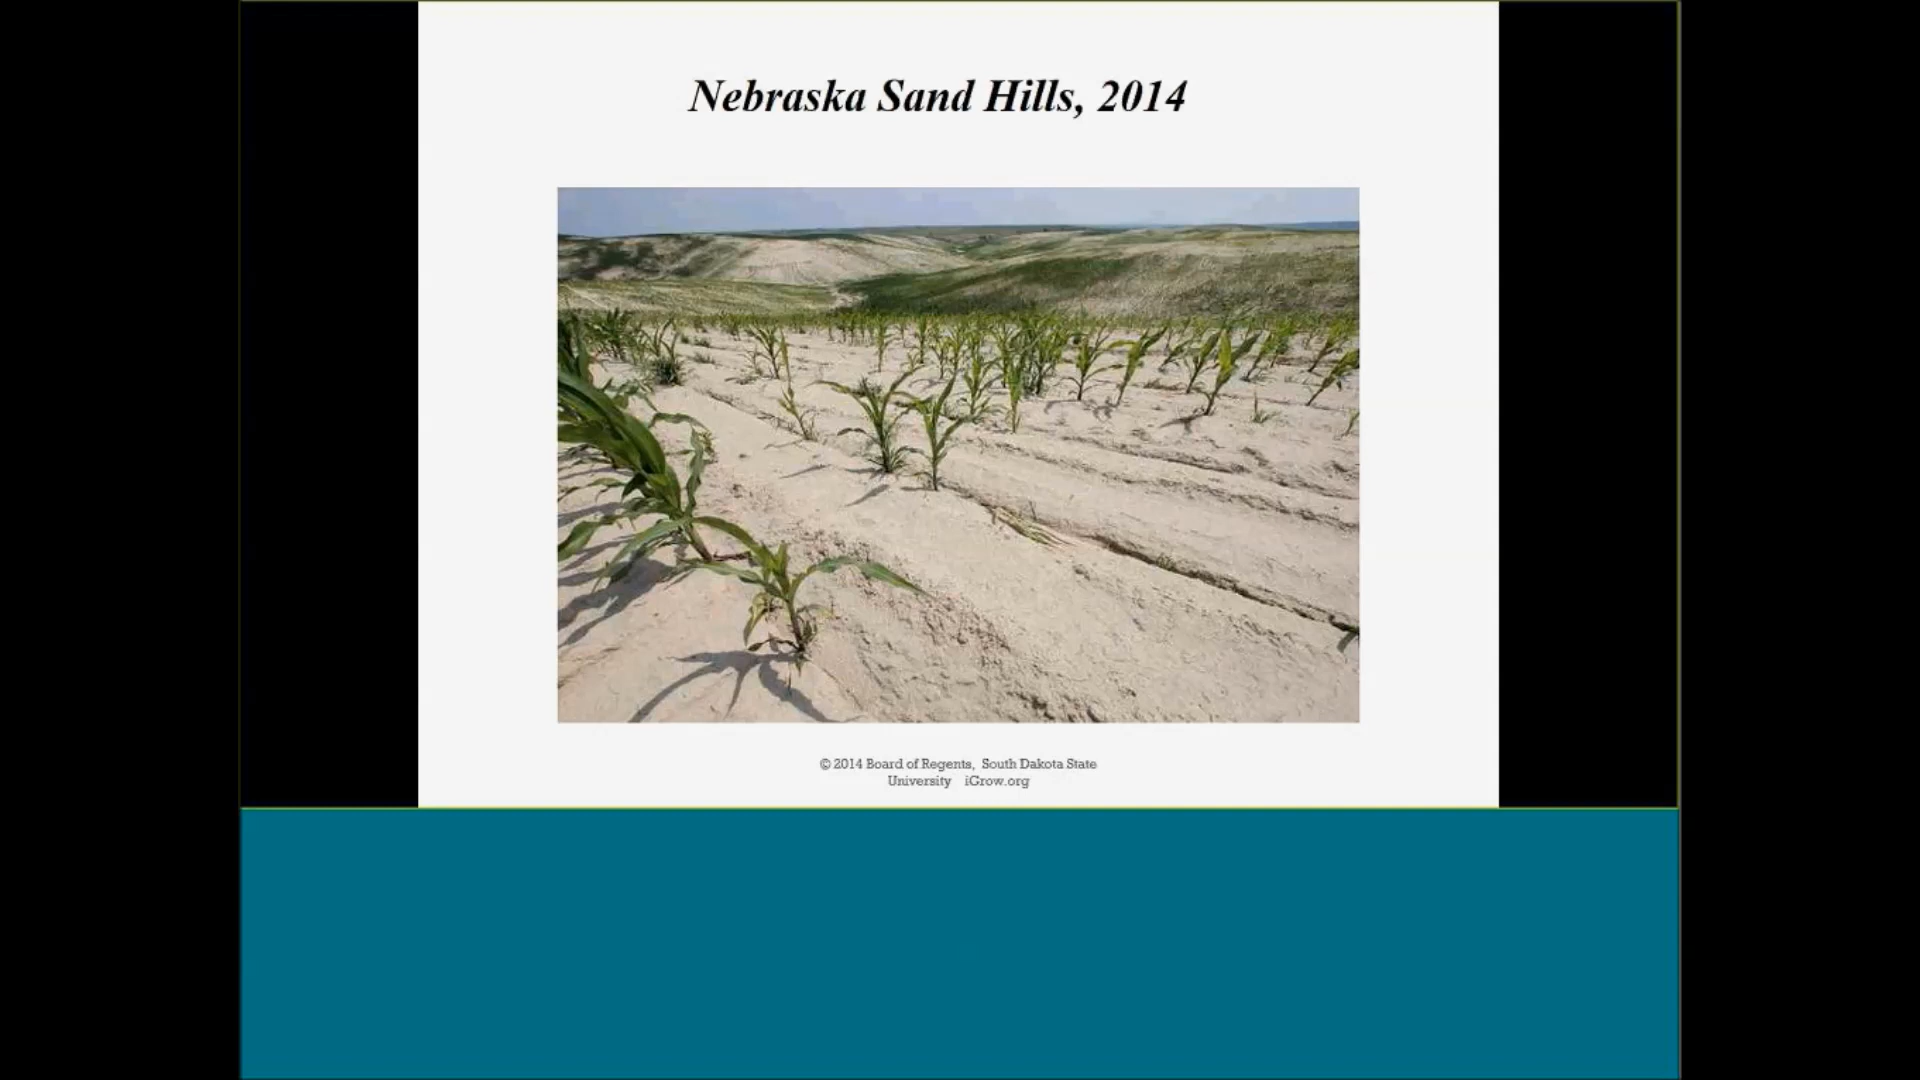 Nebraska Sand Hills, 2014
© 2014 Board of Regents, South Dakota State
University iGrow.org